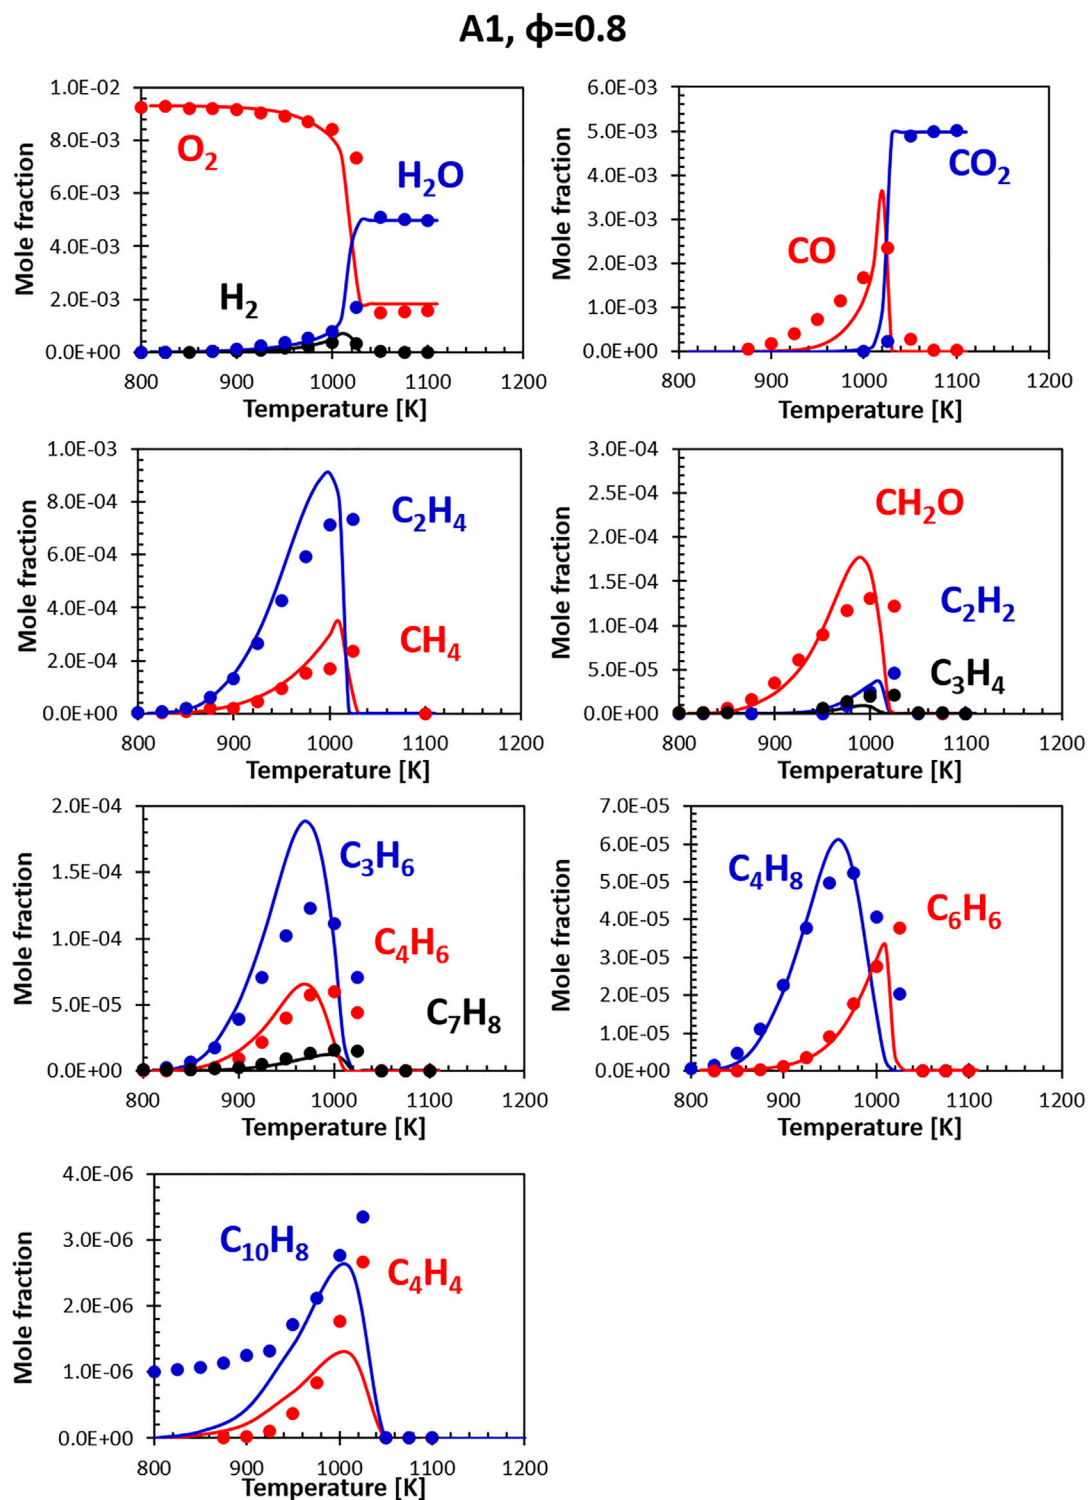 A1, ϕ=0.8
Mole fraction
1.0E-02
8.0E-03
6.0E-03
4.0E-03
2.0E-03
0.0E+00
O₂
H₂O
H₂
800 900 1000 1100 1200
Temperature [K]
Mole fraction
6.0E-03
5.0E-03
4.0E-03
3.0E-03
2.0E-03
1.0E-03
0.0E+00
CO₂
CO
800 900 1000 1100 1200
Temperature [K]
Mole fraction
1.0E-03
8.0E-04
6.0E-04
4.0E-04
2.0E-04
0.0E+00
C₂H₄
CH₄
800 900 1000 1100 1200
Temperature [K]
Mole fraction
3.0E-04
2.5E-04
2.0E-04
1.5E-04
1.0E-04
5.0E-05
0.0E+00
CH₂O
C₂H₂
C₃H₄
800 900 1000 1100 1200
Temperature [K]
Mole fraction
2.0E-04
1.5E-04
1.0E-04
5.0E-05
0.0E+00
C₃H₆
C₄H₆
C₇H₈
800 900 1000 1100 1200
Temperature [K]
Mole fraction
7.0E-05
6.0E-05
5.0E-05
4.0E-05
3.0E-05
2.0E-05
1.0E-05
0.0E+00
C₄H₈
C₆H₆
800 900 1000 1100 1200
Temperature [K]
Mole fraction
4.0E-06
3.0E-06
2.0E-06
1.0E-06
0.0E+00
C₁₀H₈
C₄H₄
800 900 1000 1100 1200
Temperature [K]